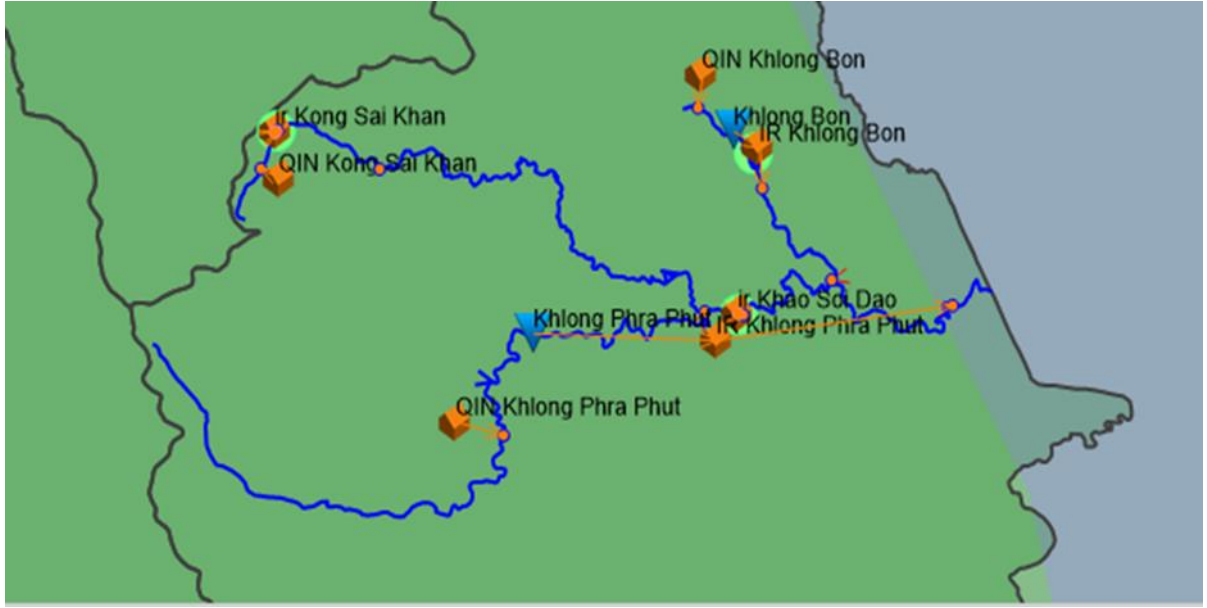 QIN Khlong Bon
Khlong Bon
IR Khlong Bon
Ir Kong Sai Khan
QIN Kong Sai Khan
ir Khao Soi Dao
Khlong Phra Phut
IR Khlong Phra Phut
QIN Khlong Phra Phut